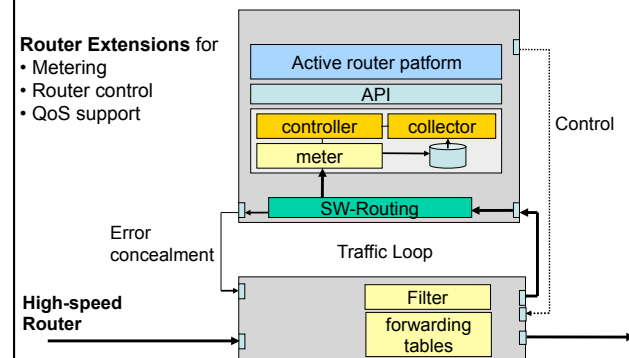 Router Extensions for
• Metering
• Router control
• QoS support
Active router patform
API
controller
collector
meter
Control
SW-Routing
Error
concealment
Traffic Loop
High-speed
Router
Filter
forwarding
tables